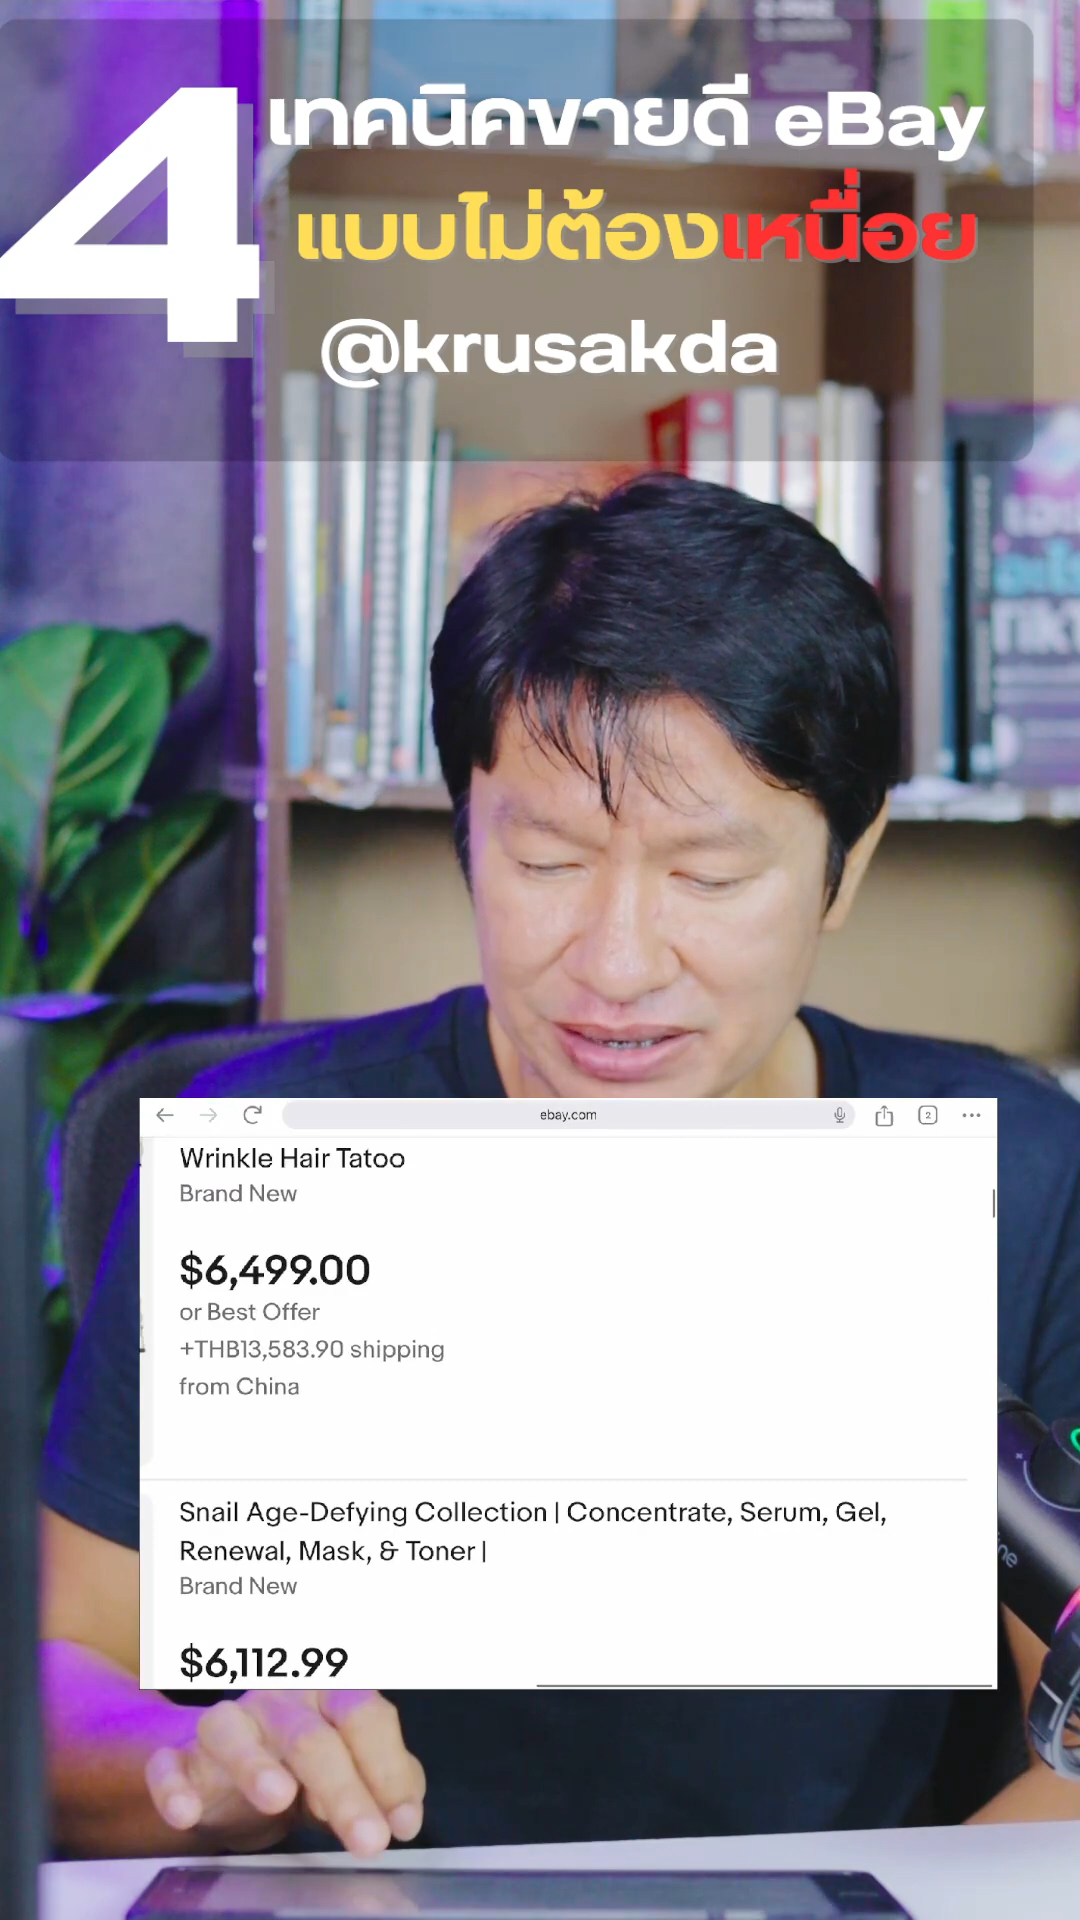 4
เทคนิคขายดี eBay
แบบไม่ต้องเหนื่อย
@krusakda
ebay.com
2
Wrinkle Hair Tatoo
Brand New
$6,499.00
or Best Offer
+THB13,583.90 shipping
from China
Snail Age-Defying Collection | Concentrate, Serum, Gel,
Renewal, Mask, & Toner |
Brand New
$6,112.99